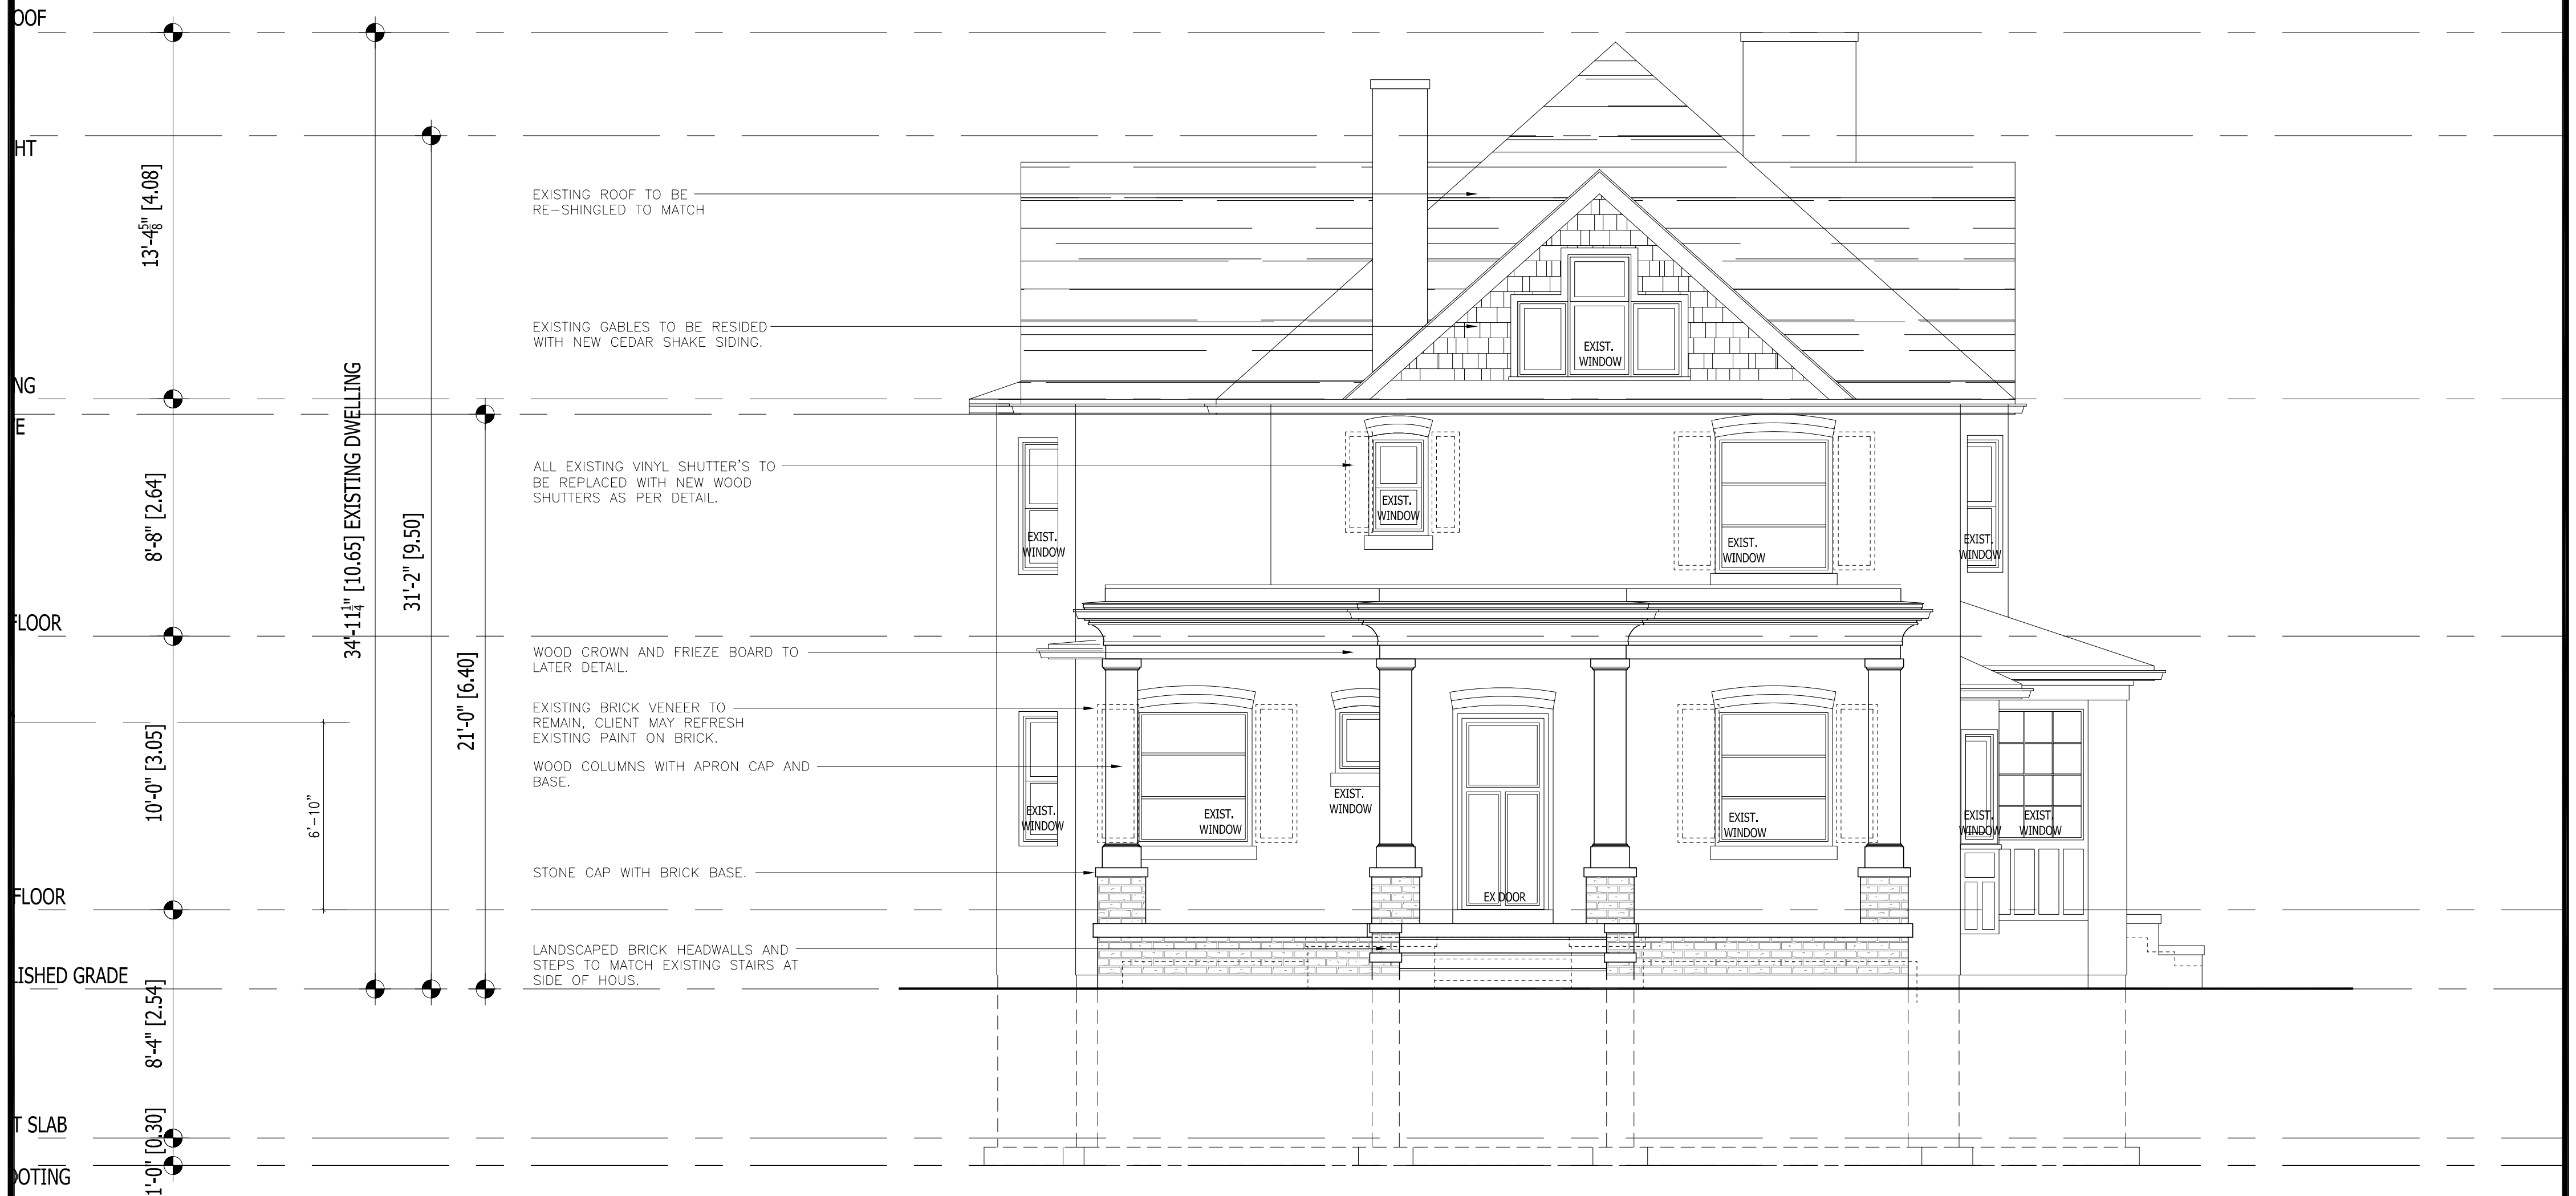 OOF
HT
NG
E
FLOOR
FLOOR
LISHED GRADE
T SLAB
OOTING
13'-4 5/8" [4.08]
8'-8" [2.64]
10'-0" [3.05]
8'-4" [2.54]
1'-0" [0.30]
6'-10"
34'-11 1/4" [10.65] EXISTING DWELLING
31'-2" [9.50]
21'-0" [6.40]
EXISTING ROOF TO BE
RE-SHINGLED TO MATCH
EXISTING GABLES TO BE RESIDED
WITH NEW CEDAR SHAKE SIDING.
ALL EXISTING VINYL SHUTTER'S TO
BE REPLACED WITH NEW WOOD
SHUTTERS AS PER DETAIL.
WOOD CROWN AND FRIEZE BOARD TO
LATER DETAIL.
EXISTING BRICK VENEER TO
REMAIN, CLIENT MAY REFRESH
EXISTING PAINT ON BRICK.
WOOD COLUMNS WITH APRON CAP AND
BASE.
STONE CAP WITH BRICK BASE.
LANDSCAPED BRICK HEADWALLS AND
STEPS TO MATCH EXISTING STAIRS AT
SIDE OF HOUS.
EXIST.
WINDOW
EXIST.
WINDOW
EXIST.
WINDOW
EXIST.
WINDOW
EXIST.
WINDOW
EXIST.
WINDOW
EXIST.
WINDOW
EXIST.
WINDOW
EXIST.
WINDOW
EXIST.
WINDOW
EXIST.
WINDOW
EX DOOR